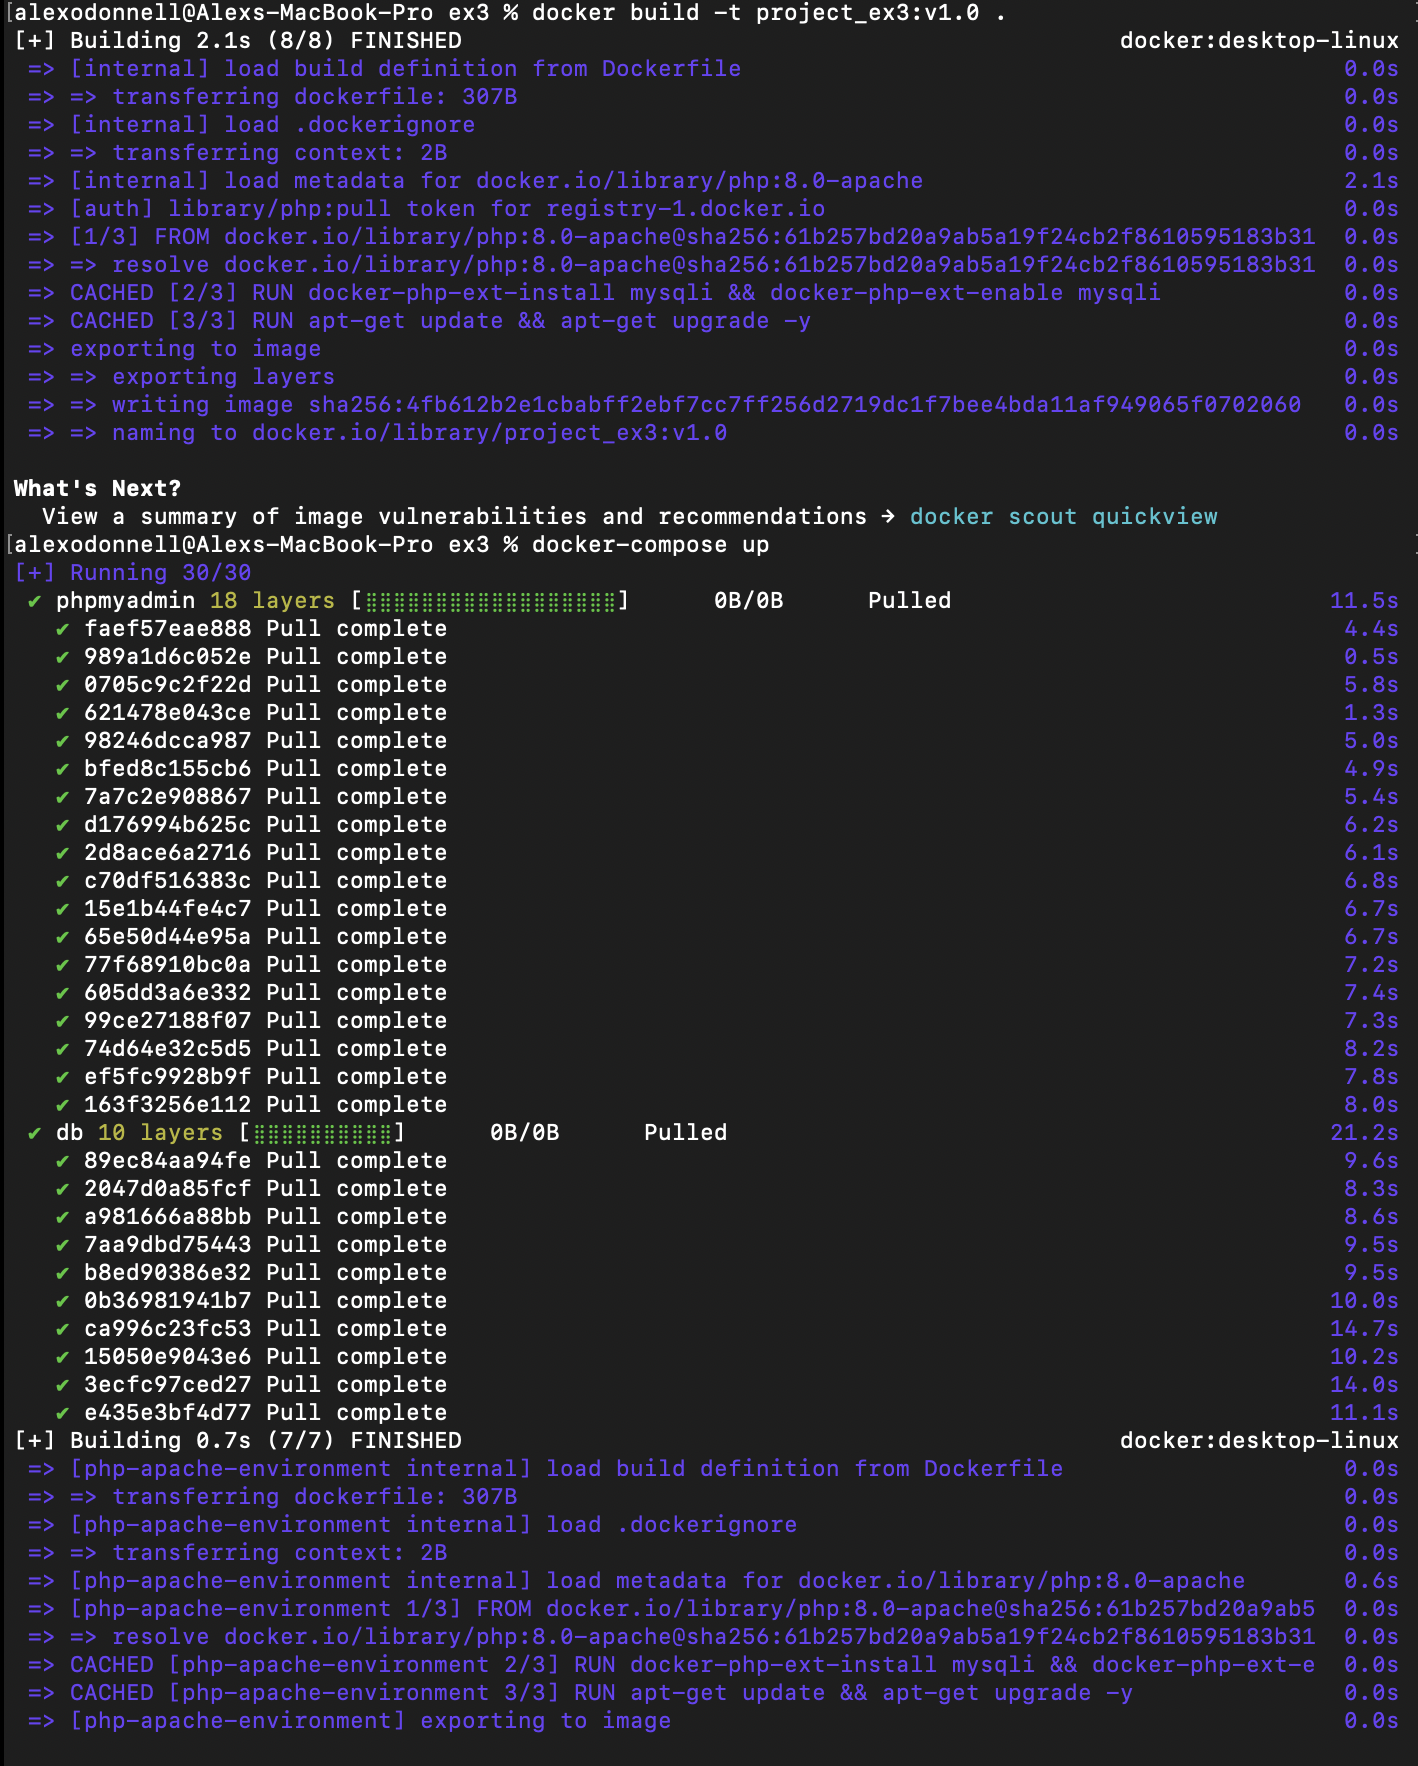 [alexodonnell@Alexs-MacBook-Pro ex3 % docker build -t project_ex3:v1.0 .
[+] Building 2.1s (8/8) FINISHED docker:desktop-linux
=> [internal] load build definition from Dockerfile 0.0s
=> => transferring dockerfile: 307B 0.0s
=> [internal] load .dockerignore 0.0s
=> => transferring context: 2B 0.0s
=> [internal] load metadata for docker.io/library/php:8.0-apache 2.1s
=> [auth] library/php:pull token for registry-1.docker.io 0.0s
=> [1/3] FROM docker.io/library/php:8.0-apache@sha256:61b257bd20a9ab5a19f24cb2f8610595183b31 0.0s
=> => resolve docker.io/library/php:8.0-apache@sha256:61b257bd20a9ab5a19f24cb2f8610595183b31 0.0s
=> CACHED [2/3] RUN docker-php-ext-install mysqli && docker-php-ext-enable mysqli 0.0s
=> CACHED [3/3] RUN apt-get update && apt-get upgrade -y 0.0s
=> exporting to image 0.0s
=> => exporting layers 0.0s
=> => writing image sha256:4fb612b2e1cbabff2ebf7cc7ff256d2719dc1f7bee4bda11af949065f0702060 0.0s
=> => naming to docker.io/library/project_ex3:v1.0 0.0s
What's Next?
View a summary of image vulnerabilities and recommendations → docker scout quickview
[alexodonnell@Alexs-MacBook-Pro ex3 % docker-compose up
[+] Running 30/30
✔ phpmyadmin 18 layers [⣿⣿⣿⣿⣿⣿⣿⣿⣿⣿⣿⣿⣿⣿⣿⣿⣿⣿] 0B/0B Pulled 11.5s
✔ faef57eae888 Pull complete 4.4s
✔ 989a1d6c052e Pull complete 0.5s
✔ 0705c9c2f22d Pull complete 5.8s
✔ 621478e043ce Pull complete 1.3s
✔ 98246dcca987 Pull complete 5.0s
✔ bfed8c155cb6 Pull complete 4.9s
✔ 7a7c2e908867 Pull complete 5.4s
✔ d176994b625c Pull complete 6.2s
✔ 2d8ace6a2716 Pull complete 6.1s
✔ c70df516383c Pull complete 6.8s
✔ 15e1b44fe4c7 Pull complete 6.7s
✔ 65e50d44e95a Pull complete 6.7s
✔ 77f68910bc0a Pull complete 7.2s
✔ 605dd3a6e332 Pull complete 7.4s
✔ 99ce27188f07 Pull complete 7.3s
✔ 74d64e32c5d5 Pull complete 8.2s
✔ ef5fc9928b9f Pull complete 7.8s
✔ 163f3256e112 Pull complete 8.0s
✔ db 10 layers [⣿⣿⣿⣿⣿⣿⣿⣿⣿⣿] 0B/0B Pulled 21.2s
✔ 89ec84aa94fe Pull complete 9.6s
✔ 2047d0a85fcf Pull complete 8.3s
✔ a981666a88bb Pull complete 8.6s
✔ 7aa9dbd75443 Pull complete 9.5s
✔ b8ed90386e32 Pull complete 9.5s
✔ 0b36981941b7 Pull complete 10.0s
✔ ca996c23fc53 Pull complete 14.7s
✔ 15050e9043e6 Pull complete 10.2s
✔ 3ecfc97ced27 Pull complete 14.0s
✔ e435e3bf4d77 Pull complete 11.1s
[+] Building 0.7s (7/7) FINISHED docker:desktop-linux
=> [php-apache-environment internal] load build definition from Dockerfile 0.0s
=> => transferring dockerfile: 307B 0.0s
=> [php-apache-environment internal] load .dockerignore 0.0s
=> => transferring context: 2B 0.0s
=> [php-apache-environment internal] load metadata for docker.io/library/php:8.0-apache 0.6s
=> [php-apache-environment 1/3] FROM docker.io/library/php:8.0-apache@sha256:61b257bd20a9ab5 0.0s
=> => resolve docker.io/library/php:8.0-apache@sha256:61b257bd20a9ab5a19f24cb2f8610595183b31 0.0s
=> CACHED [php-apache-environment 2/3] RUN docker-php-ext-install mysqli && docker-php-ext-e 0.0s
=> CACHED [php-apache-environment 3/3] RUN apt-get update && apt-get upgrade -y 0.0s
=> [php-apache-environment] exporting to image 0.0s